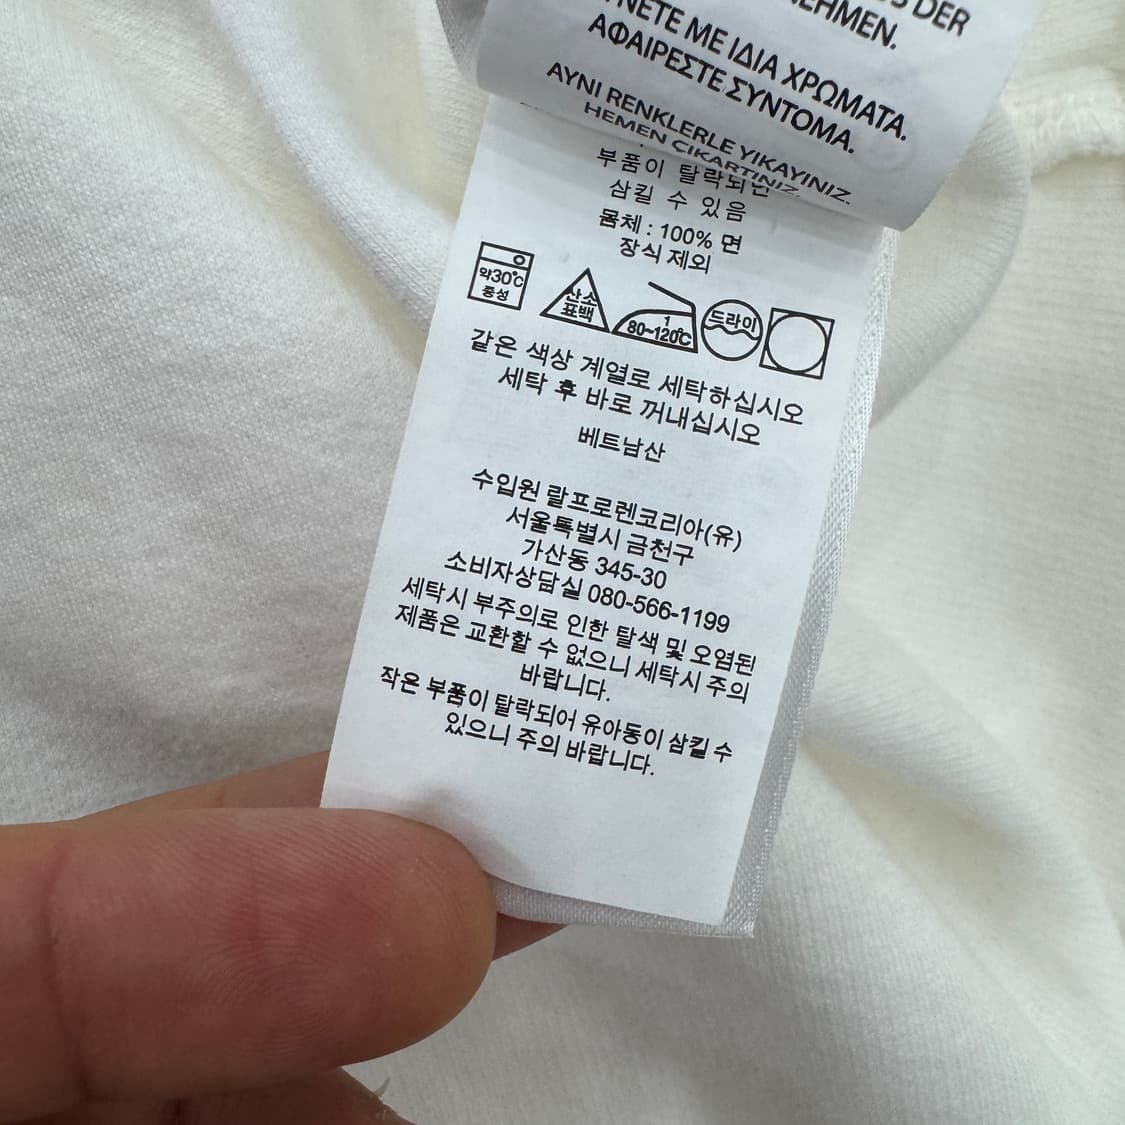 DER
NEHMEN.
ΝΕΤΕ ΜΕ ΙΔΙΑ ΧΡΩΜΑΤΑ.
ΑΦΑΙΡΕΣΤΕ ΣΥΝΤΟΜΑ.
AYNI RENKLERLE YIKAYINIZ.
HEMEN ÇIKARTINIZ.
부품이 탈락되면
삼킬 수 있음
몸체 : 100% 면
장식 제외
약30℃
중성
산소
표백
1
80~120℃
드라이
같은 색상 계열로 세탁하십시오
세탁 후 바로 꺼내십시오
베트남산
수입원 랄프로렌코리아(유)
서울특별시 금천구
가산동 345-30
소비자상담실 080-566-1199
세탁시 부주의로 인한 탈색 및 오염된
제품은 교환할 수 없으니 세탁시 주의
바랍니다.
작은 부품이 탈락되어 유아동이 삼킬 수
있으니 주의 바랍니다.